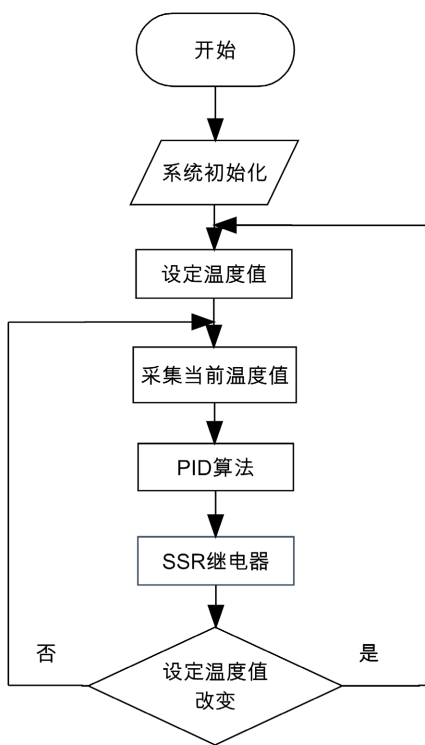 开始
系统初始化
设定温度值
采集当前温度值
PID算法
SSR继电器
否
是
设定温度值
改变